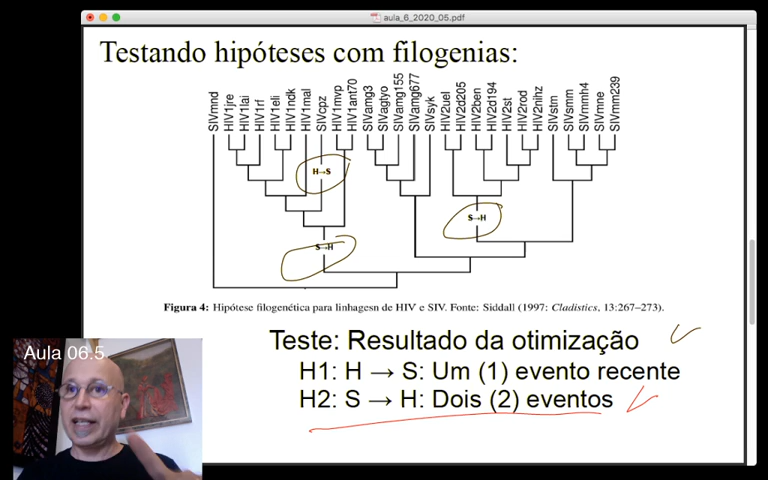 aula_6_2020_05.pdf
Testando hipóteses com filogenias:
SIVmnd
HIV1jre
HIV1lai
HIV1rf
HIV1eli
HIV1ndk
HIV1mal
SIVcpz
HIV1mvp
HIV1ant70
SIVamg3
SIVagtyo
SIVamg155
SIVamg677
SIVsyk
HIV2uel
HIV2d205
HIV2ben
HIV2d194
HIV2st
HIV2rod
HIV2nihz
SIVstm
SIVsmm
SIVmmh4
SIVmne
SIVmm239
H→S
S→H
S→H
Figura 4: Hipótese filogenética para linhagesn de HIV e SIV. Fonte: Siddall (1997: Cladistics, 13:267–273).
Teste: Resultado da otimização
H1: H → S: Um (1) evento recente
H2: S → H: Dois (2) eventos
Aula 06.5